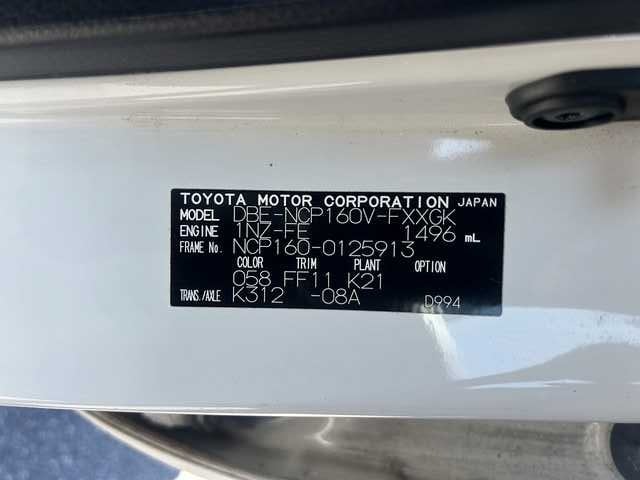 TOYOTA MOTOR CORPORATION JAPAN
MODEL DBE-NCP160V-FXXGK
ENGINE 1NZ-FE 1496 mL
FRAME No. NCP160-0125913
COLOR TRIM PLANT OPTION
058 FF11 K21
TRANS./AXLE K312 -08A D994